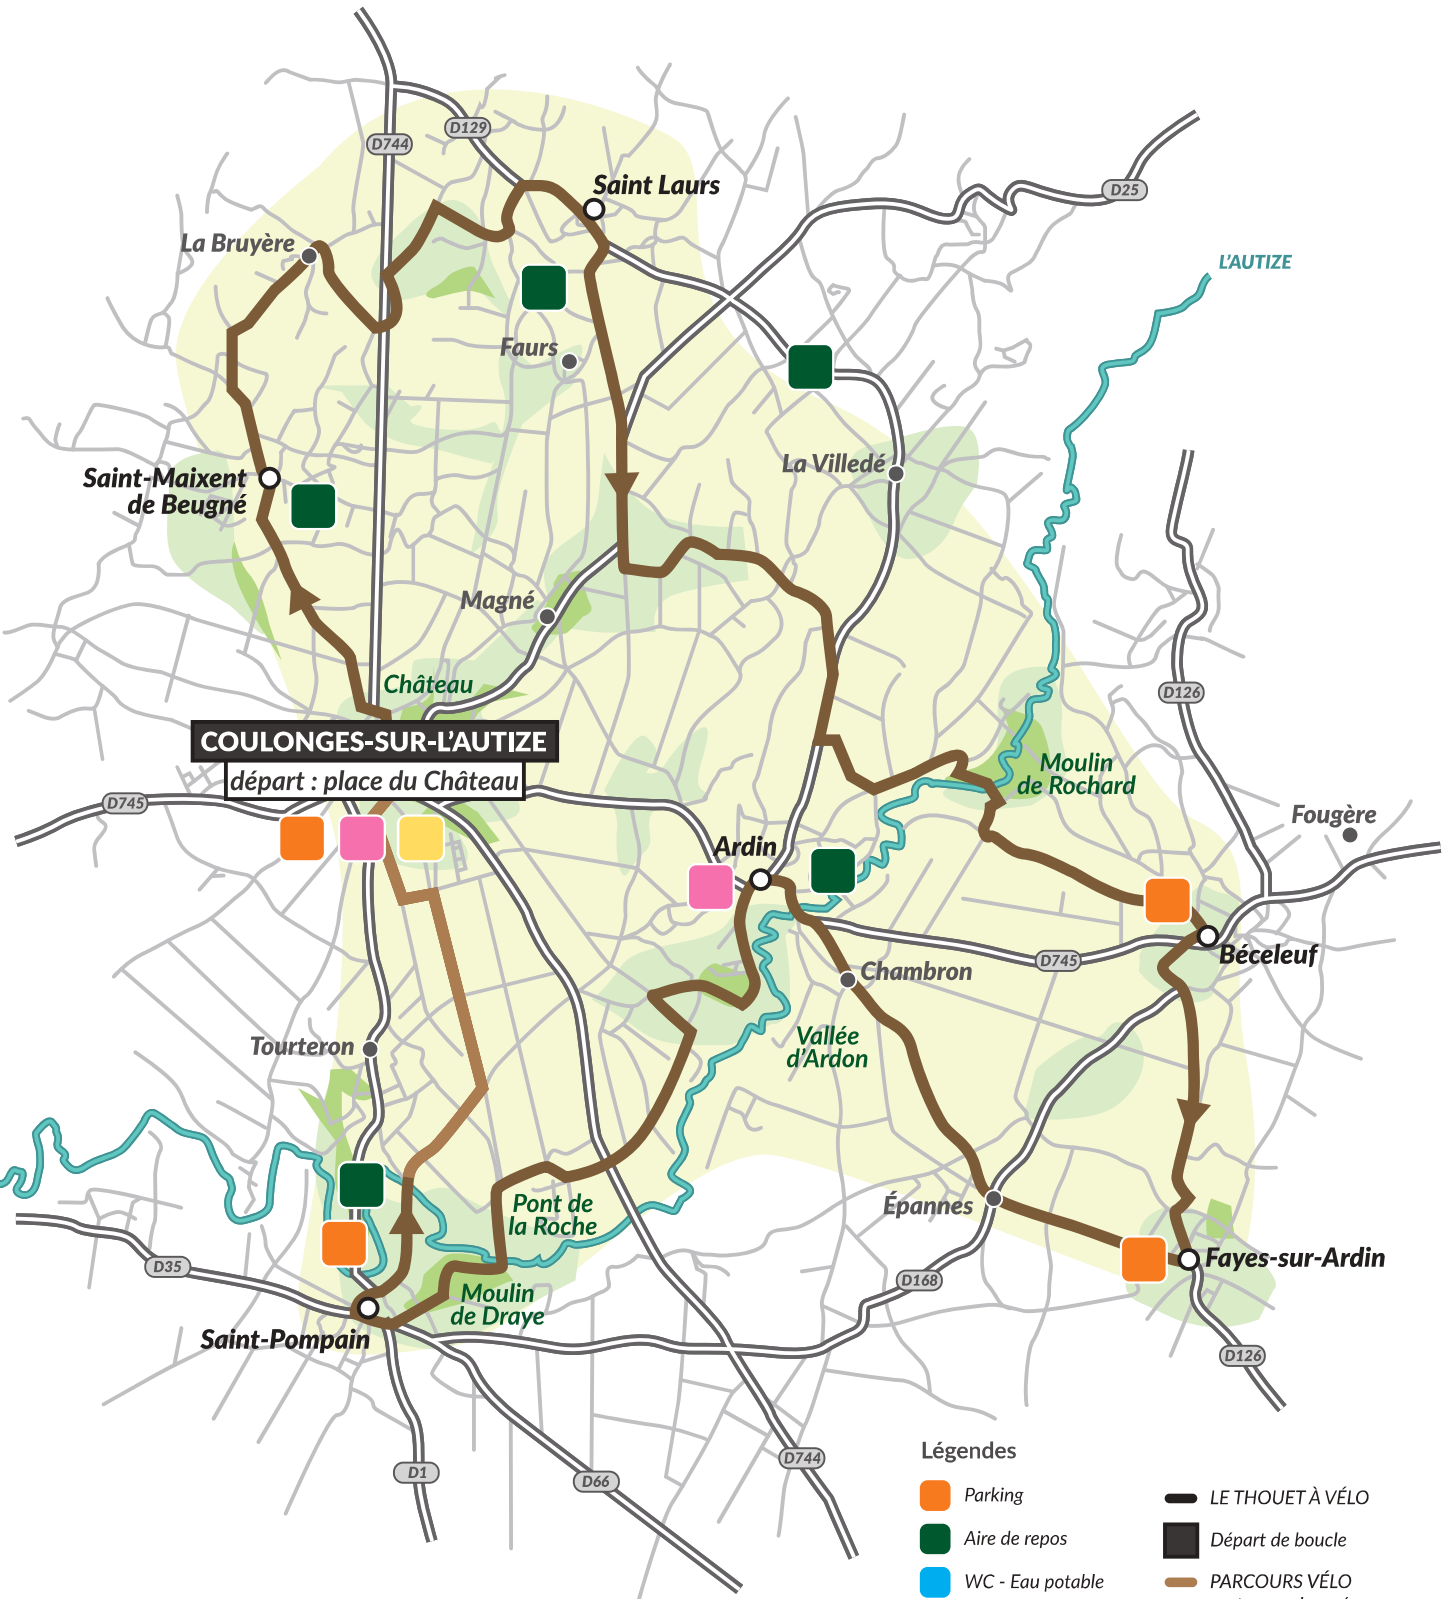 D129
D744
Saint Laurs
D25
La Bruyère
L'AUTIZE
Faurs
La Villedé
Saint-Maixent
de Beugné
Magné
Château
D126
COULONGES-SUR-L'AUTIZE
départ : place du Château
Moulin
de Rochard
D745
Fougère
Ardin
Béceleuf
D745
Chambron
Tourteron
Vallée
d'Ardon
Pont de
la Roche
Épannes
Fayes-sur-Ardin
D35
D168
Moulin
de Draye
Saint-Pompain
D126
D1
D66
D744
Légendes
Parking
Aire de repos
WC - Eau potable
LE THOUET À VÉLO
Départ de boucle
PARCOURS VÉLO